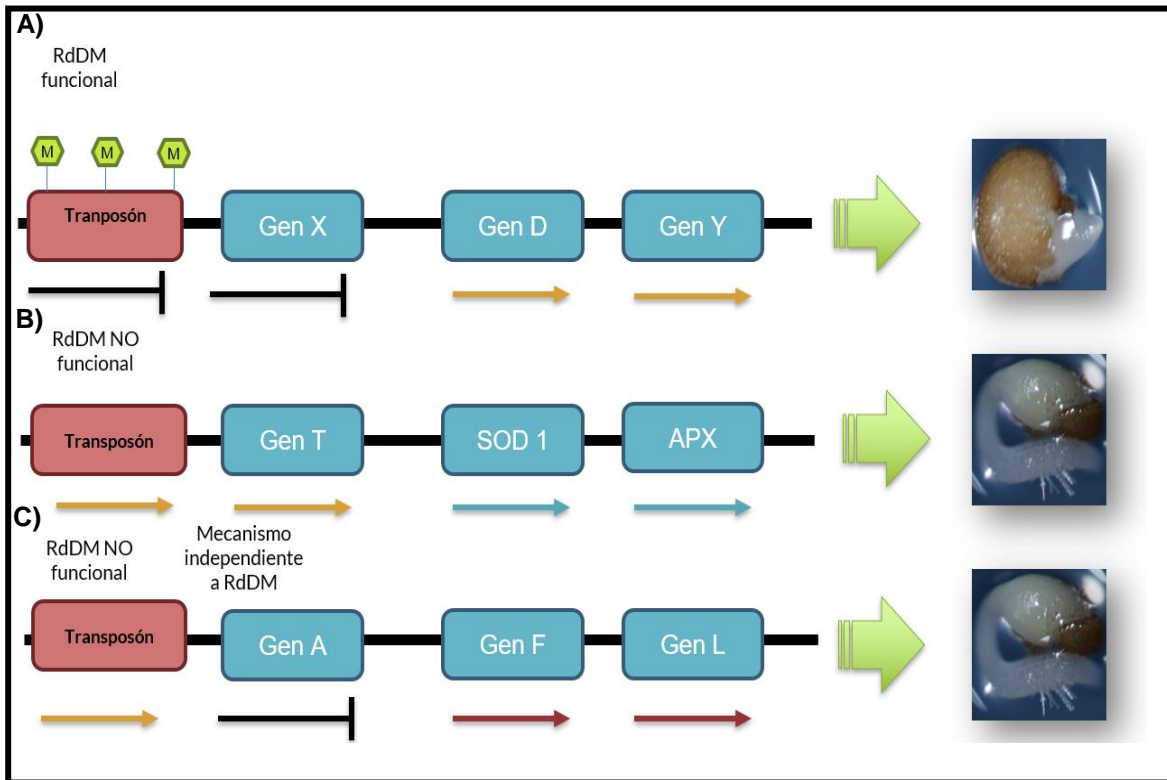 A)
RdDM
funcional
M M M
Tranposón
Gen X
Gen D
Gen Y
B)
RdDM NO
funcional
Transposón
Gen T
SOD 1
APX
C)
RdDM NO
funcional
Mecanismo
independiente
a RdDM
Transposón
Gen A
Gen F
Gen L